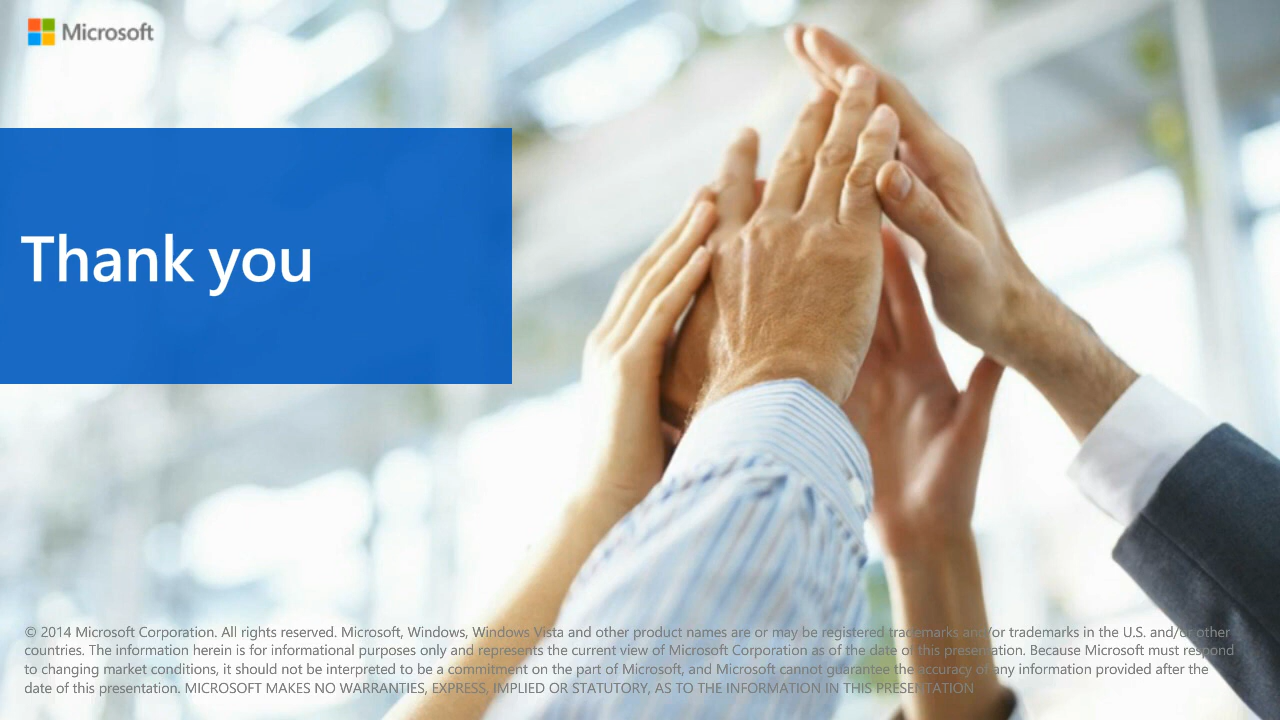 Microsoft
Thank you
© 2014 Microsoft Corporation. All rights reserved. Microsoft, Windows, Windows Vista and other product names are or may be registered trademarks and/or trademarks in the U.S. and/or other
countries. The information herein is for informational purposes only and represents the current view of Microsoft Corporation as of the date of this presentation. Because Microsoft must respond
to changing market conditions, it should not be interpreted to be a commitment on the part of Microsoft, and Microsoft cannot guarantee the accuracy of any information provided after the
date of this presentation. MICROSOFT MAKES NO WARRANTIES, EXPRESS, IMPLIED OR STATUTORY, AS TO THE INFORMATION IN THIS PRESENTATION